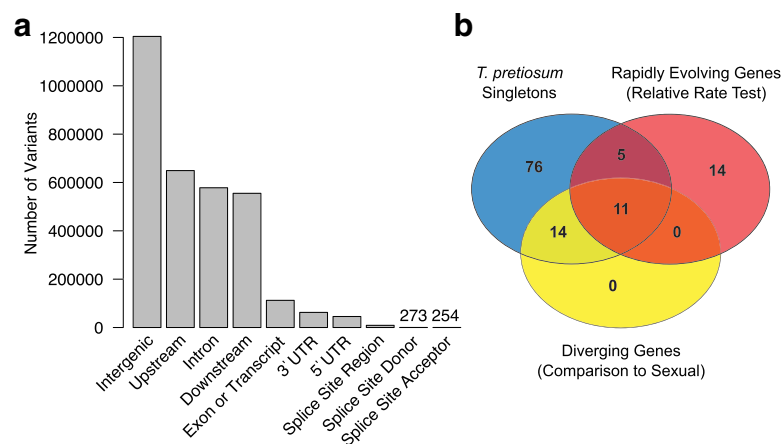 a
Number of Variants
1200000
1000000
800000
600000
400000
200000
0
273 254
Intergenic
Upstream
Intron
Downstream
Exon or Transcript
3' UTR
5' UTR
Splice Site Region
Splice Site Donor
Splice Site Acceptor
b
T. pretiosum
Singletons
Rapidly Evolving Genes
(Relative Rate Test)
76
5
14
11
14
0
0
Diverging Genes
(Comparison to Sexual)